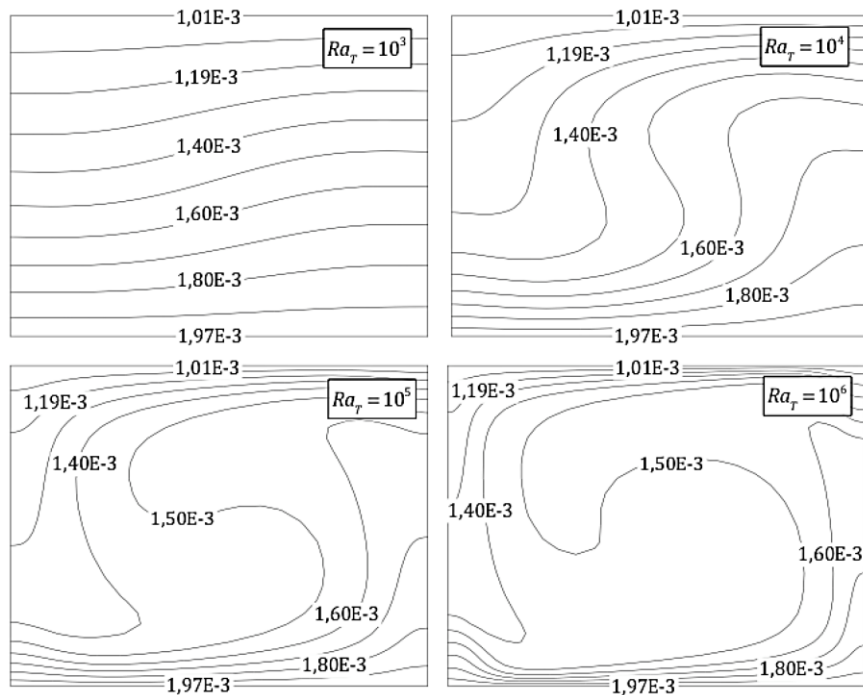 1,01E-3
Ra_T = 10^3
1,19E-3
1,40E-3
1,60E-3
1,80E-3
1,97E-3
1,01E-3
Ra_T = 10^4
1,19E-3
1,40E-3
1,60E-3
1,80E-3
1,97E-3
1,01E-3
Ra_T = 10^5
1,19E-3
1,40E-3
1,50E-3
1,60E-3
1,80E-3
1,97E-3
1,01E-3
1,19E-3
Ra_T = 10^6
1,50E-3
1,40E-3
1,60E-3
1,80E-3
1,97E-3